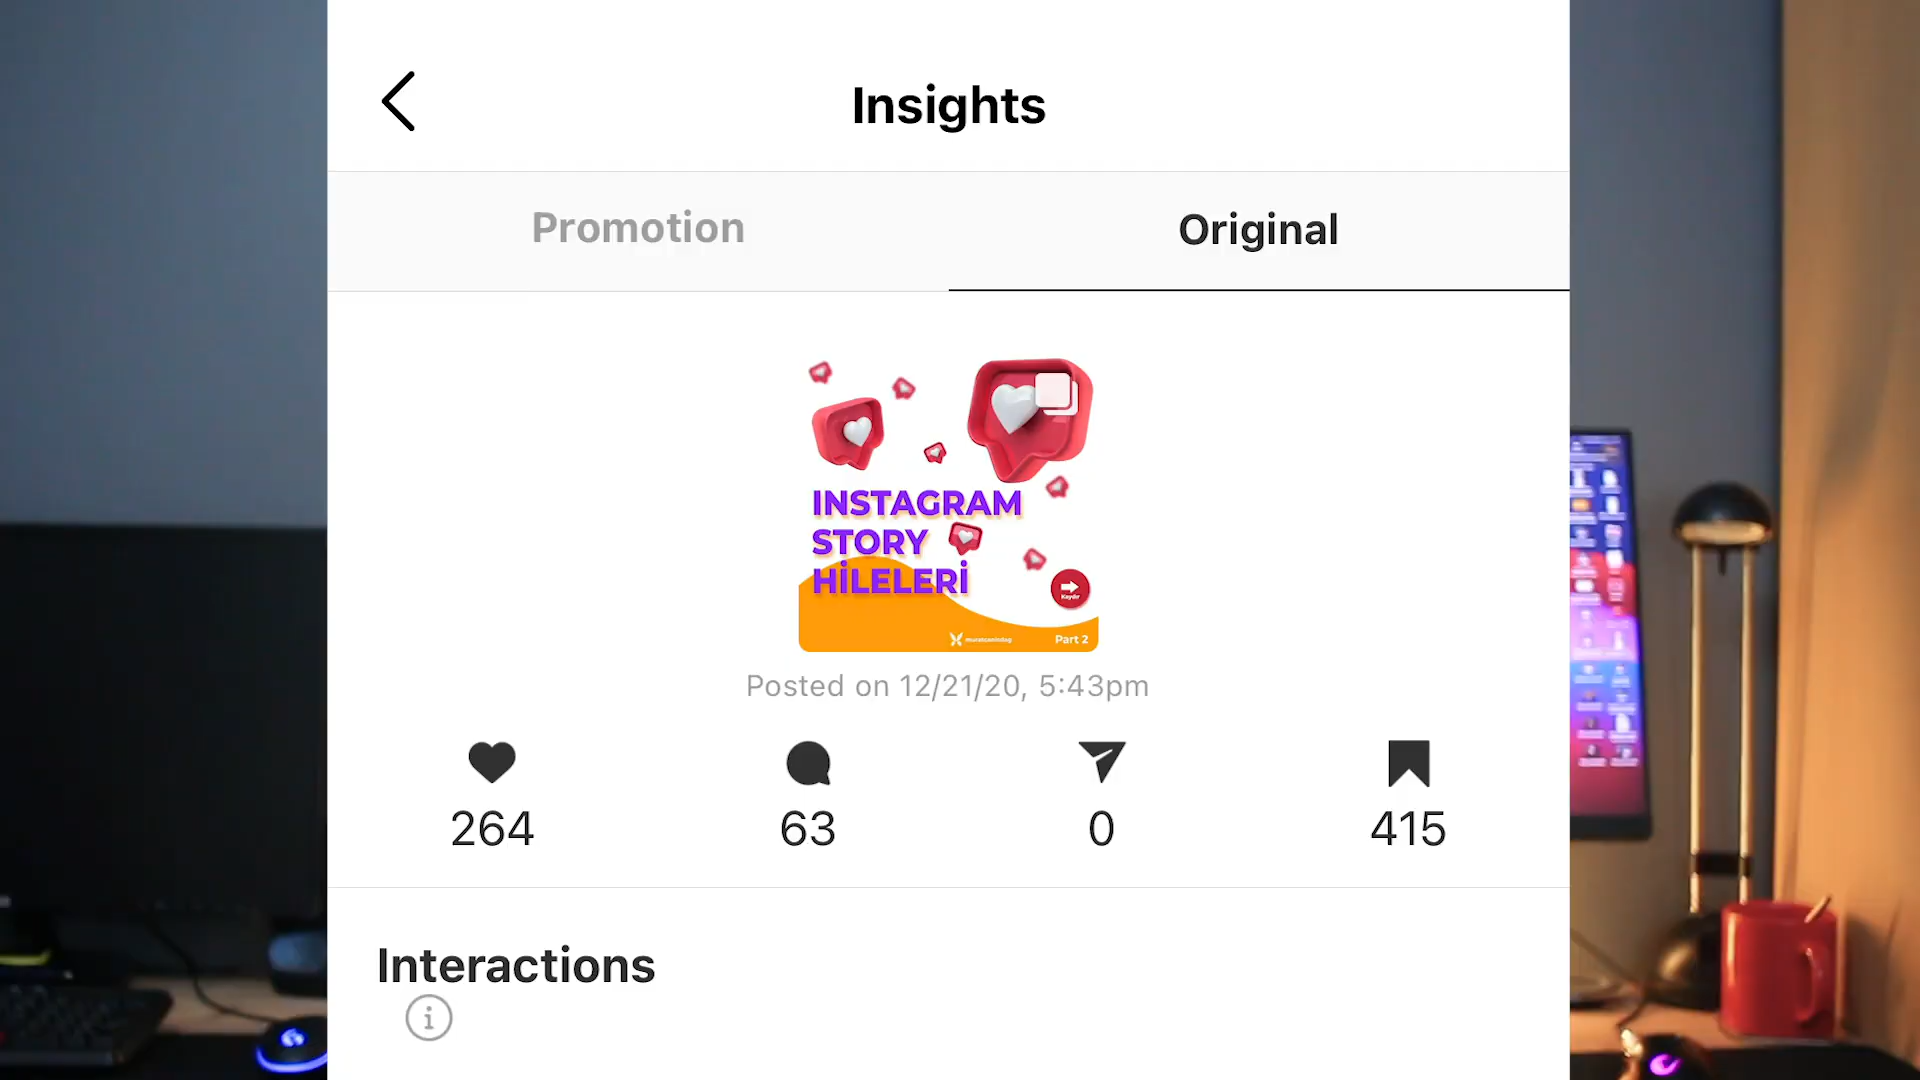 Insights
Promotion
Original
INSTAGRAM
STORY
HİLELERİ
Kaydır
Part 2
Posted on 12/21/20, 5:43pm
264
63
0
415
Interactions